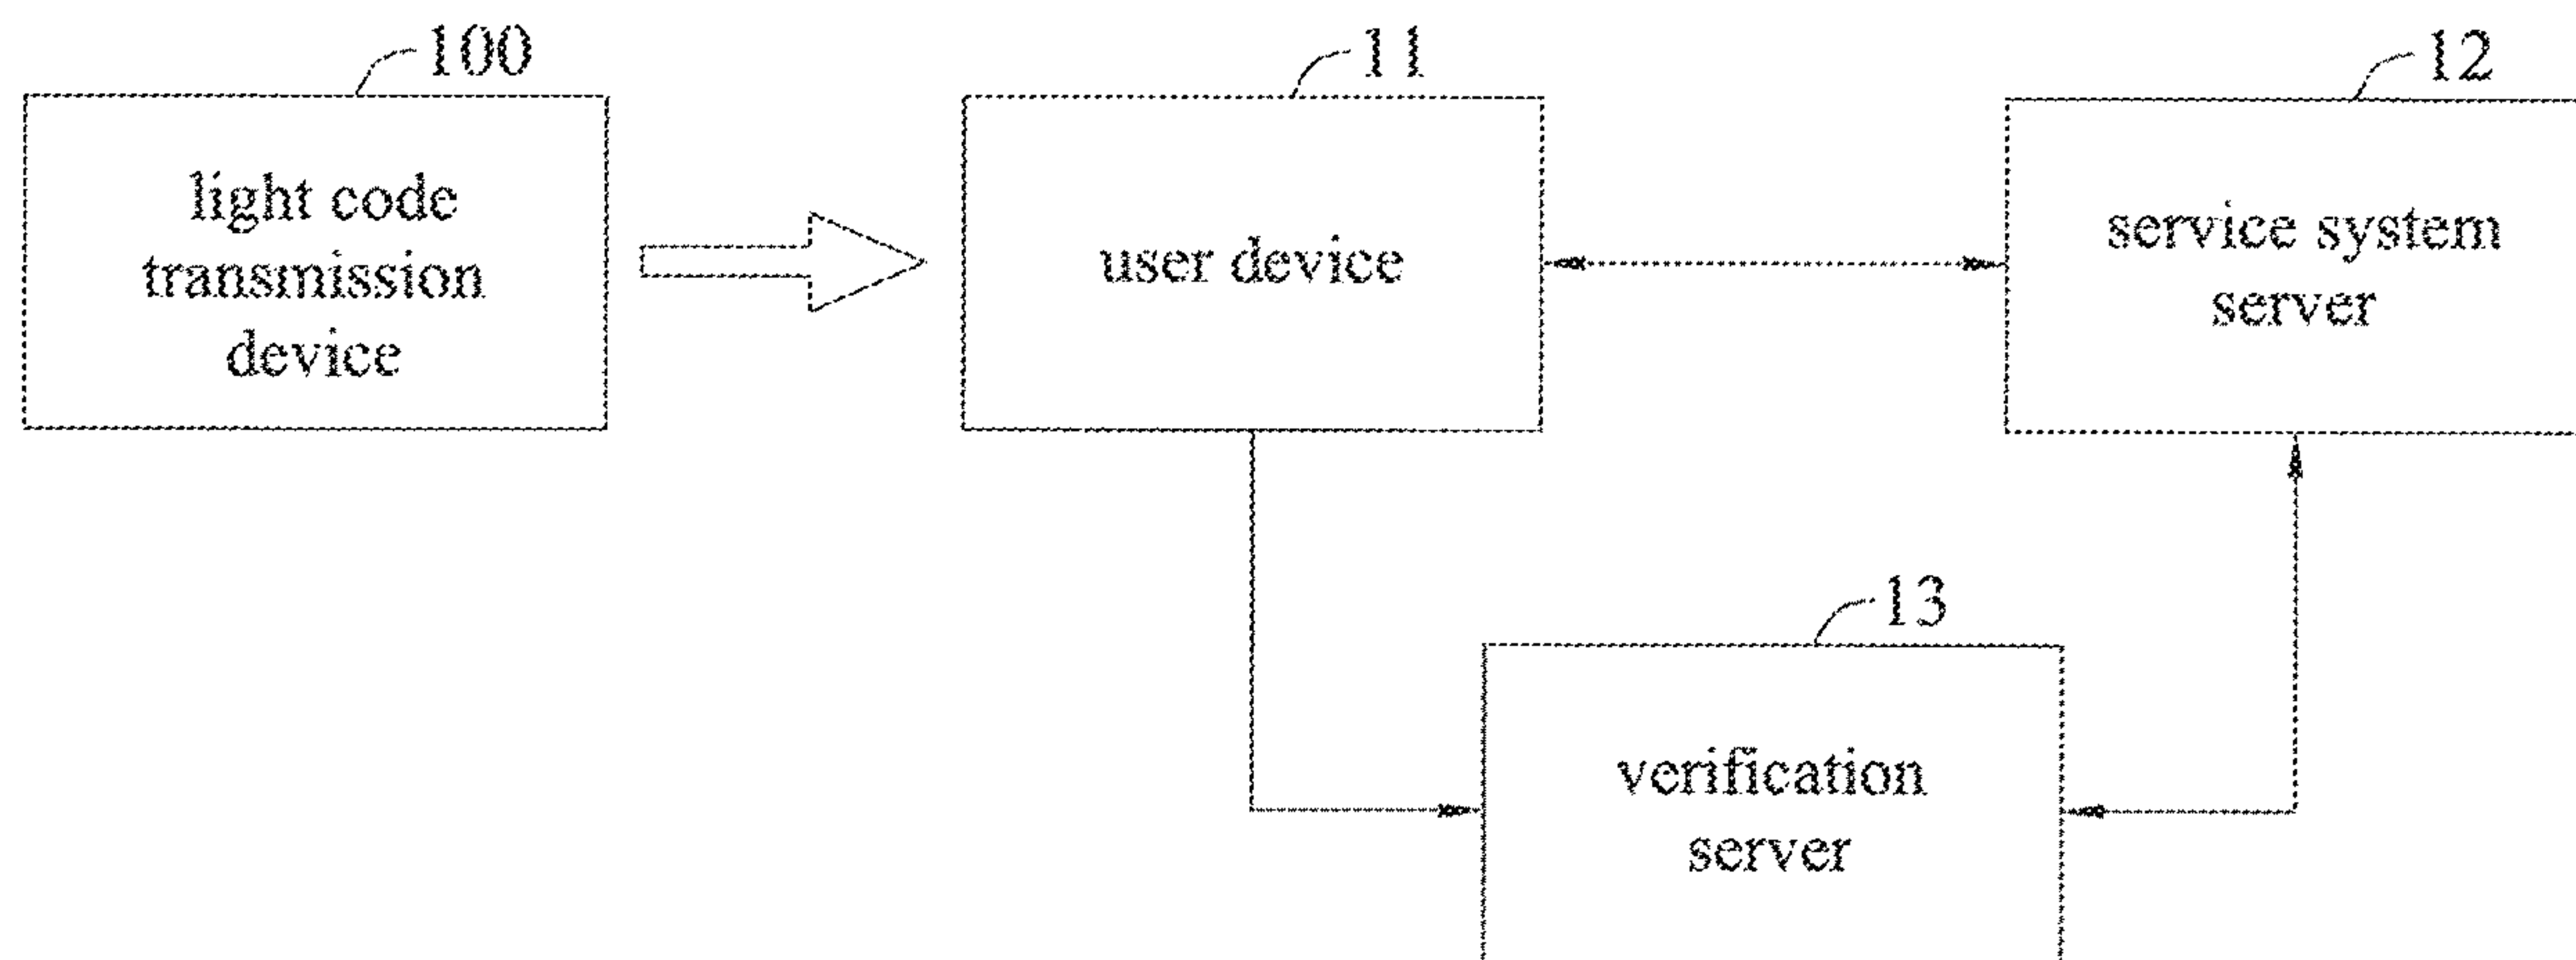 100
light code
transmission
device
11
user device
12
service system
server
13
verification
server